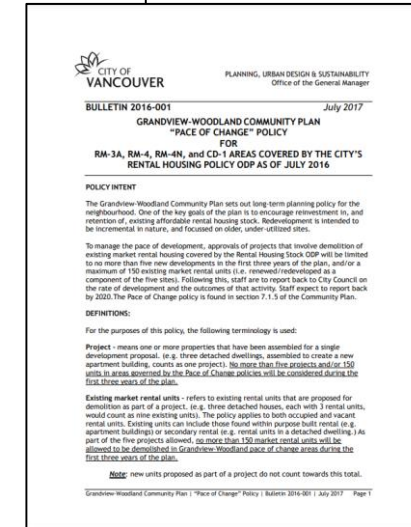 CITY OF
VANCOUVER
PLANNING, URBAN DESIGN & SUSTAINABILITY
Office of the General Manager
BULLETIN 2016-001
July 2017
GRANDVIEW-WOODLAND COMMUNITY PLAN
"PACE OF CHANGE" POLICY
FOR
RM-3A, RM-4, RM-4N, and CD-1 AREAS COVERED BY THE CITY'S
RENTAL HOUSING POLICY ODP AS OF JULY 2016
POLICY INTENT
The Grandview-Woodland Community Plan sets out long-term planning policy for the
neighbourhood. One of the key goals of the plan is to encourage reinvestment in, and
retention of, existing affordable rental housing stock. Redevelopment is intended to
be incremental in nature, and focussed on older, under-utilized sites.
To manage the pace of development, approvals of projects that involve demolition of
existing market rental housing covered by the Rental Housing Stock ODP will be limited
to no more than five new developments in the first three years of the plan, and/or a
maximum of 150 existing market rental units (i.e. renewed/redeveloped as a
component of the five sites). Following this, staff are to report back to City Council on
the rate of development and the outcomes of that activity. Staff expect to report back
by 2020.The Pace of Change policy is found in section 7.1.5 of the Community Plan.
DEFINITIONS:
For the purposes of this policy, the following terminology is used:
Project - means one or more properties that have been assembled for a single
development proposal. (e.g. three detached dwellings, assembled to create a new
apartment building, counts as one project). No more than five projects and/or 150
units in areas governed by the Pace of Change policies will be considered during the
first three years of the plan.
Existing market rental units - refers to existing rental units that are proposed for
demolition as part of a project. (e.g. three detached houses, each with 3 rental units,
would count as nine existing units). The policy applies to both occupied and vacant
rental units. Existing units can include those found within purpose built rental (e.g.
apartment buildings) or secondary rental (e.g. rental units in a detached dwelling.) As
part of the five projects allowed, no more than 150 market rental units will be
allowed to be demolished in Grandview-Woodland pace of change areas during the
first three years of the plan.
Note: new units proposed as part of a project do not count towards this total.
Grandview-Woodland Community Plan | "Pace of Change" Policy | Bulletin 2016-001 | July 2017 Page 1